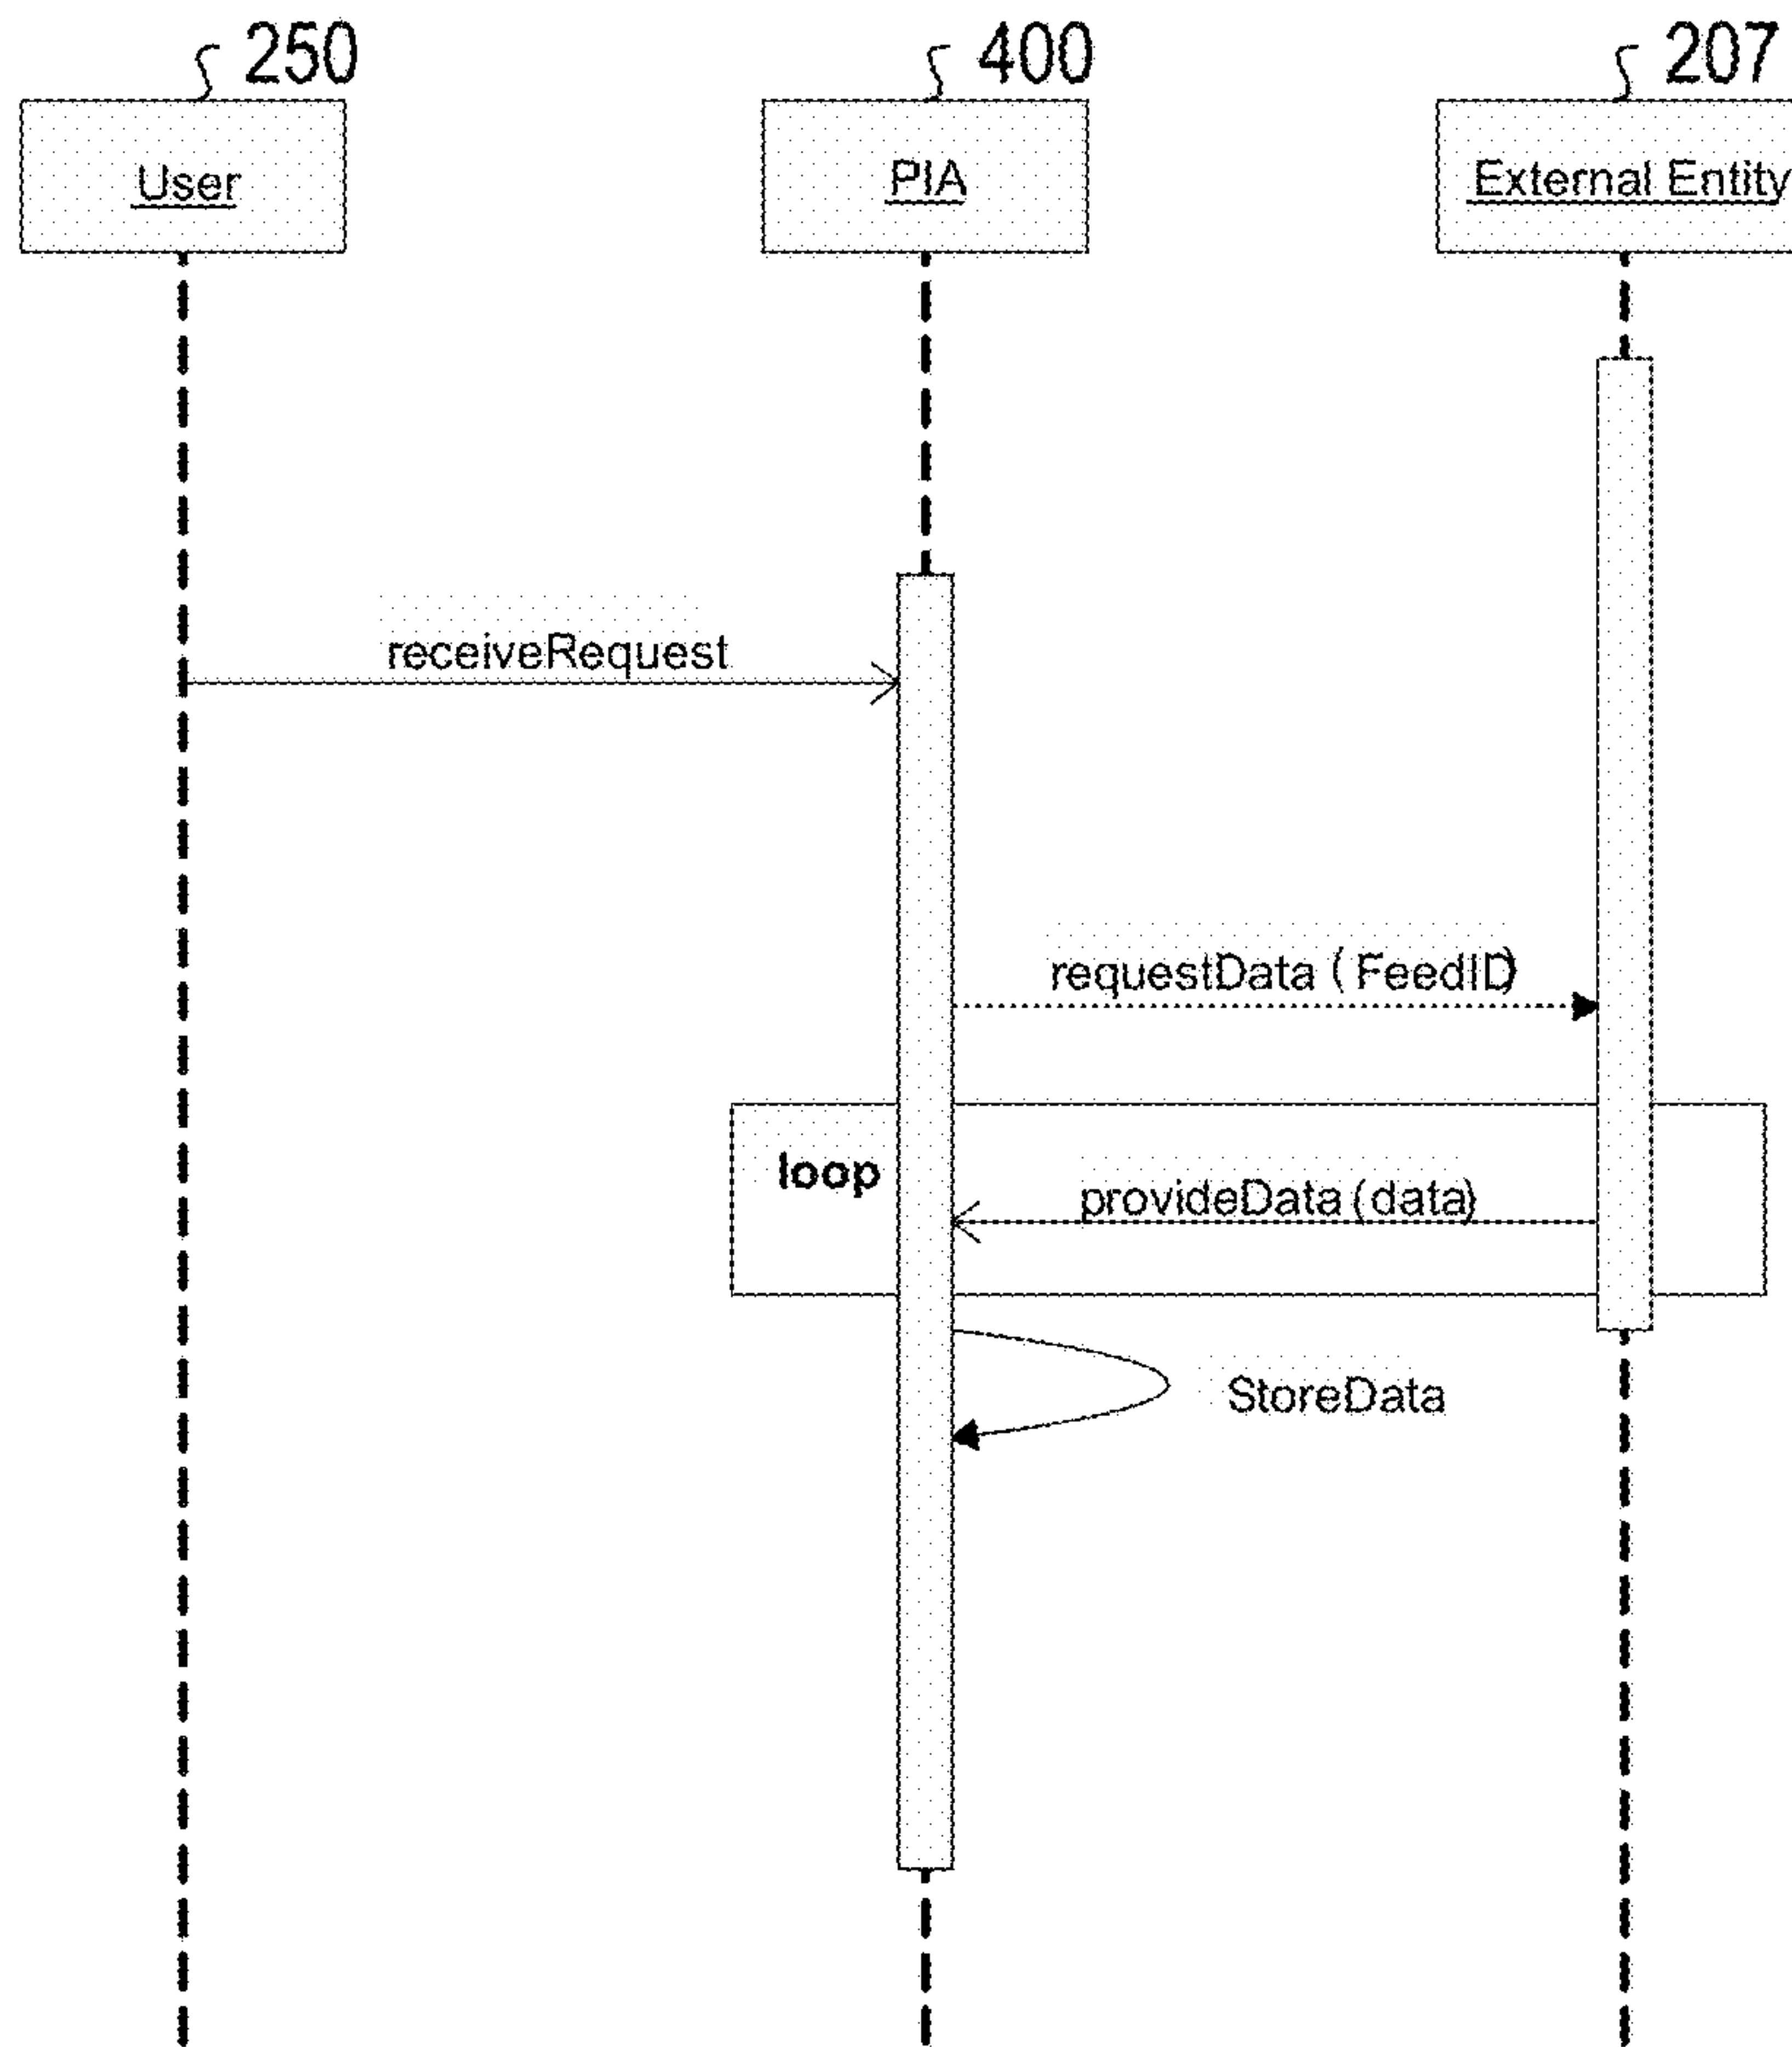 250
400
207
User
PIA
External Entity
receiveRequest
requestData (FeedID)
loop
provideData (data)
StoreData